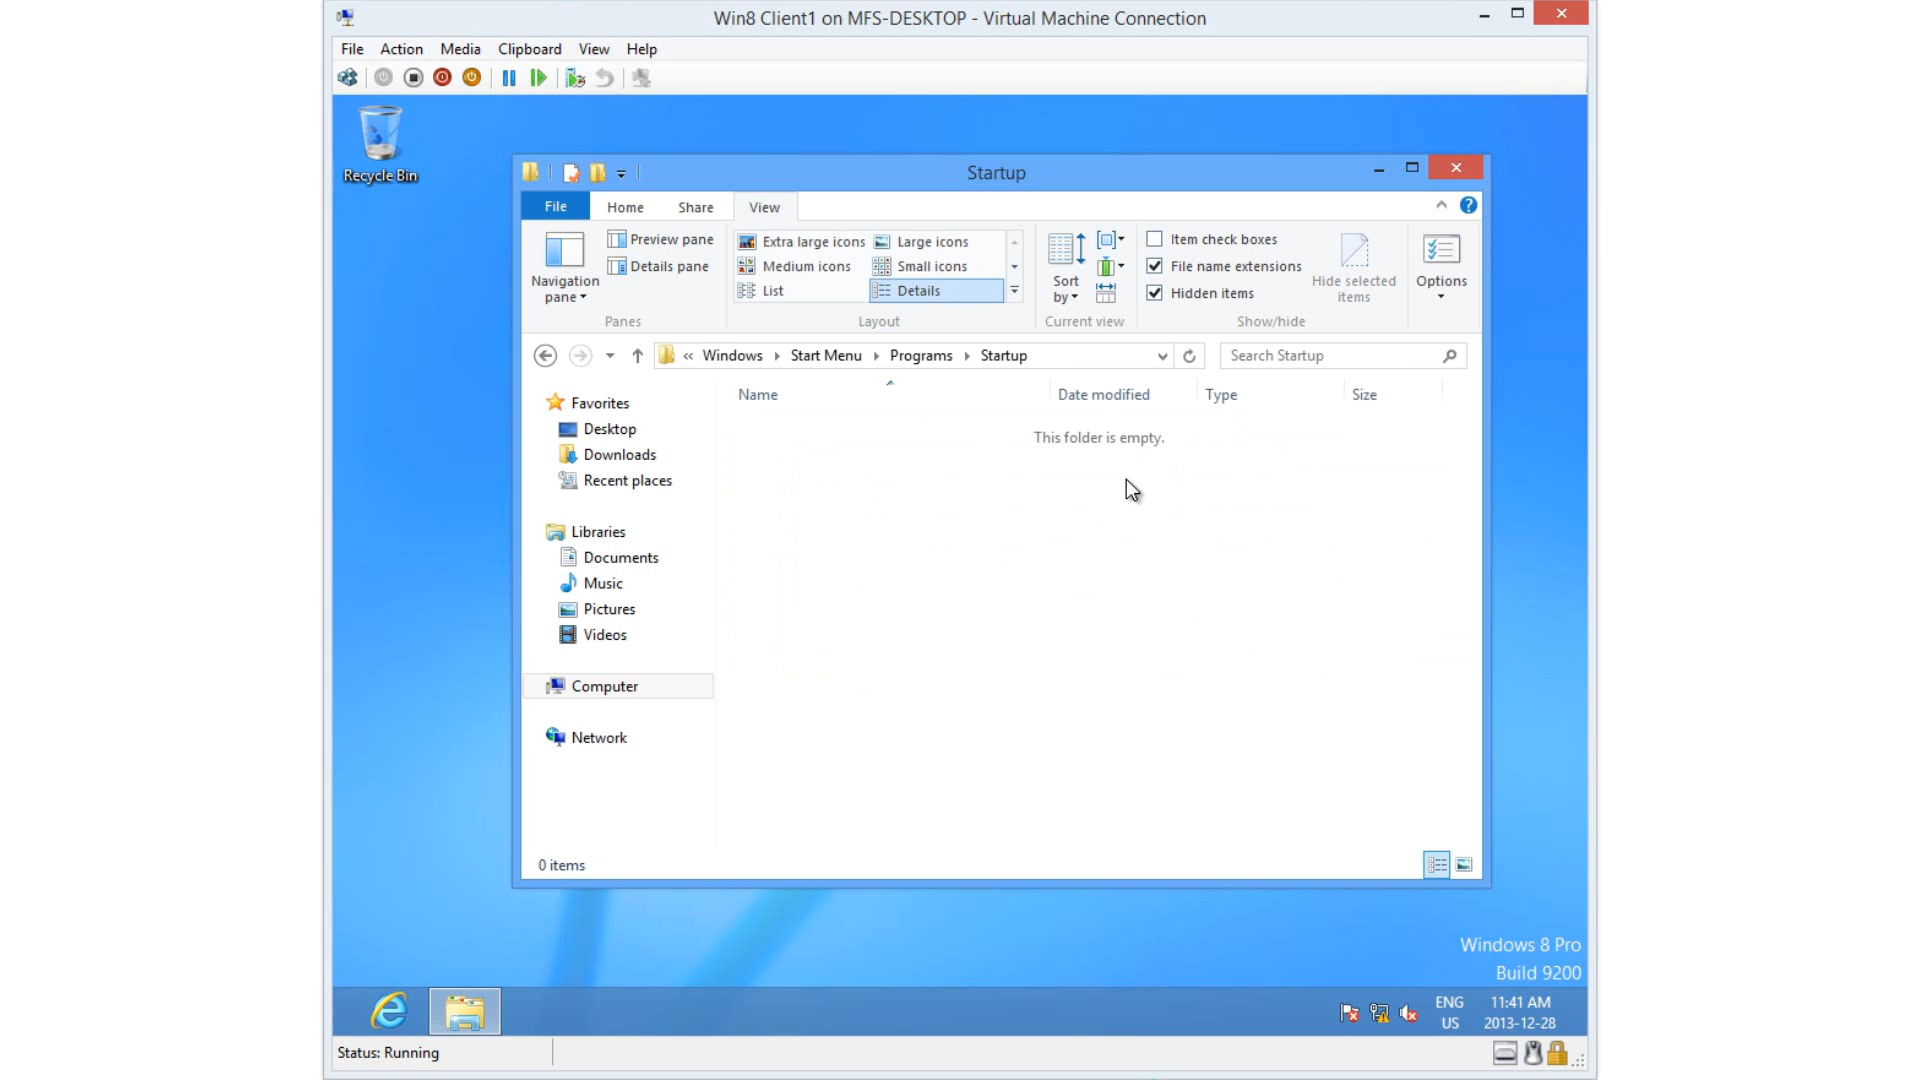 Win8 Client1 on MFS-DESKTOP - Virtual Machine Connection
File Action Media Clipboard View Help
Recycle Bin
Startup
File Home Share View
Navigation pane
Preview pane
Details pane
Panes
Extra large icons Large icons
Medium icons Small icons
List Details
Layout
Sort by
Current view
Item check boxes
File name extensions
Hidden items
Hide selected items
Show/hide
Options
« Windows Start Menu Programs Startup
Search Startup
Name Date modified Type Size
This folder is empty.
Favorites
Desktop
Downloads
Recent places
Libraries
Documents
Music
Pictures
Videos
Computer
Network
0 items
Windows 8 Pro
Build 9200
ENG
US
11:41 AM
2013-12-28
Status: Running